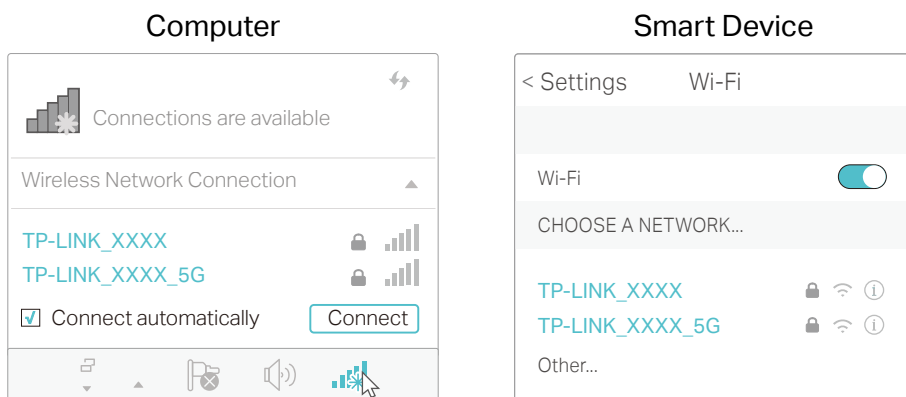 Computer
Connections are available
Wireless Network Connection
TP-LINK_XXXX
TP-LINK_XXXX_5G
Connect automatically
Connect
Smart Device
< Settings
Wi-Fi
Wi-Fi
CHOOSE A NETWORK...
TP-LINK_XXXX
TP-LINK_XXXX_5G
Other...